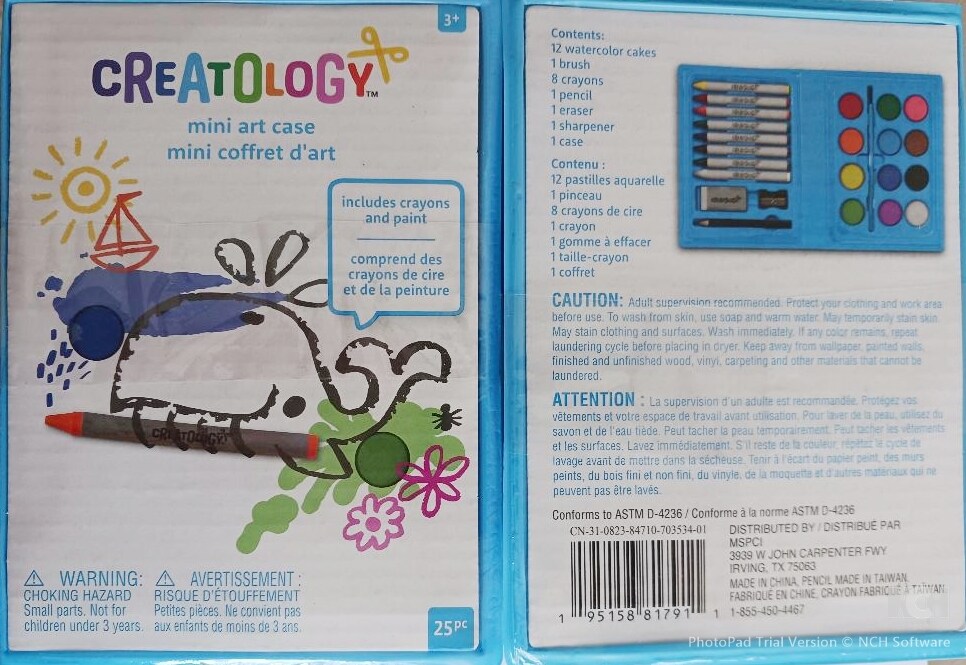 3+
CREATOLOGY™
mini art case
mini coffret d'art
includes crayons
and paint
comprend des
crayons de cire
et de la peinture
CREATOLOGY
WARNING:
CHOKING HAZARD
Small parts. Not for
children under 3 years.
AVERTISSEMENT :
RISQUE D'ÉTOUFFEMENT
Petites pièces. Ne convient pas
aux enfants de moins de 3 ans.
25pc
Contents:
12 watercolor cakes
1 brush
8 crayons
1 pencil
1 eraser
1 sharpener
1 case
Contenu :
12 pastilles aquarelle
1 pinceau
8 crayons de cire
1 crayon
1 gomme à effacer
1 taille-crayon
1 coffret
CAUTION: Adult supervision recommended. Protect your clothing and work area
before use. To wash from skin, use soap and warm water. May temporarily stain skin.
May stain clothing and surfaces. Wash immediately. If any color remains, repeat
laundering cycle before placing in dryer. Keep away from wallpaper, painted walls,
finished and unfinished wood, vinyl, carpeting and other materials that cannot be
laundered.
ATTENTION : La supervision d'un adulte est recommandée. Protégez vos
vêtements et votre espace de travail avant utilisation. Pour laver de la peau, utilisez du
savon et de l'eau tiède. Peut tacher la peau temporairement. Peut tacher les vêtements
et les surfaces. Lavez immédiatement. S'il reste de la couleur, répétez le cycle de
lavage avant de mettre dans la sécheuse. Tenir à l'écart du papier peint, des murs
peints, du bois fini et non fini, du vinyle, de la moquette et d'autres matériaux qui ne
peuvent pas être lavés.
Conforms to ASTM D-4236 / Conforme à la norme ASTM D-4236
CN-31-0823-84710-703534-01
1 95158 81791 1
DISTRIBUTED BY / DISTRIBUÉ PAR
MSPCI
3939 W JOHN CARPENTER FWY
IRVING, TX 75063
MADE IN CHINA, PENCIL MADE IN TAIWAN.
FABRIQUÉ EN CHINE, CRAYON FABRIQUÉ À TAÏWAN
1-855-450-4467
PhotoPad Trial Version © NCH Software